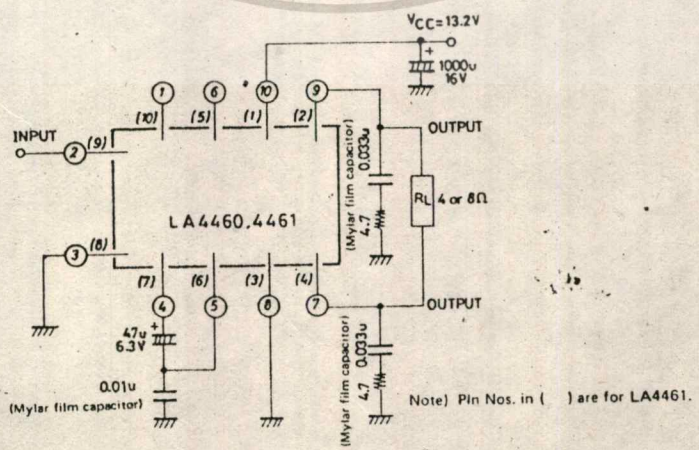 VCC=13.2V
+
1000u
16V
1
6
10
9
(10)
(5)
(1)
(2)
OUTPUT
INPUT
2
(9)
(Mylar film capacitor)
0.033u
4.7
RL 4 or 8Ω
LA4460,4461
3
(8)
(7)
(6)
(3)
(4)
4
5
8
7
OUTPUT
47u
+
6.3V
0.01u
(Mylar film capacitor)
(Mylar film capacitor)
4.7 0.033u
Note) Pin Nos. in ( ) are for LA4461.